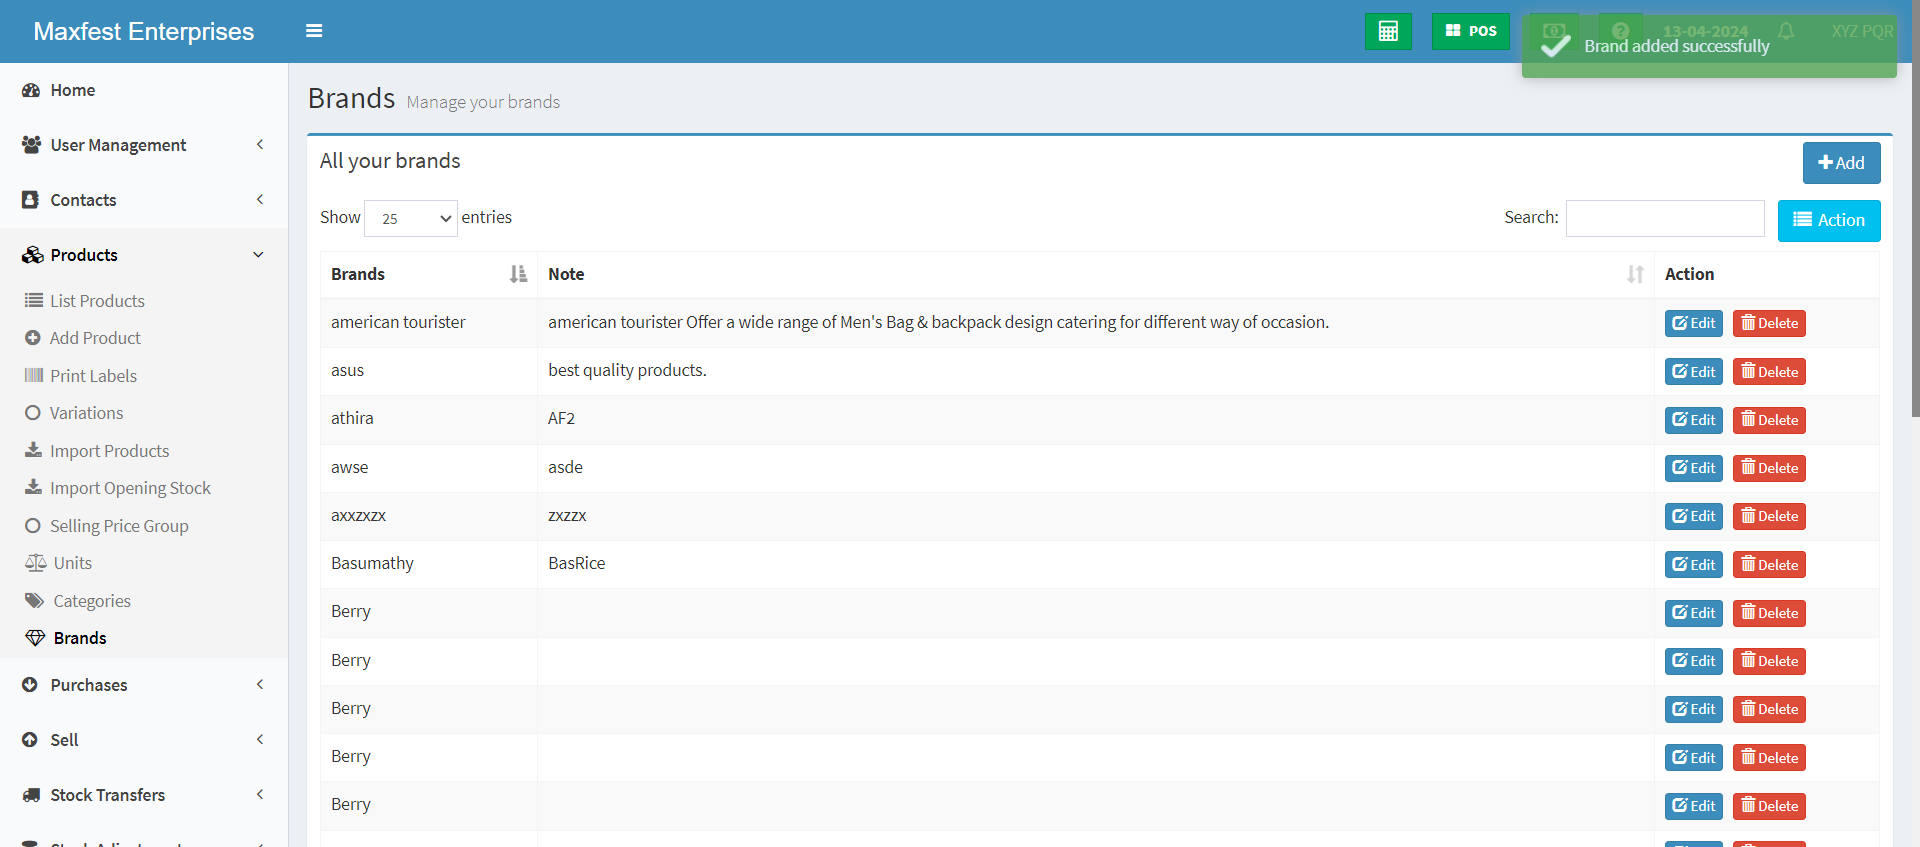 Maxfest Enterprises
POS
13-04-2024
XYZ PQR
Brand added successfully
Home
User Management
Contacts
Products
List Products
Add Product
Print Labels
Variations
Import Products
Import Opening Stock
Selling Price Group
Units
Categories
Brands
Purchases
Sell
Stock Transfers
Brands Manage your brands
All your brands
Add
Show 25 entries
Search:
Action
Brands Note Action
american tourister american tourister Offer a wide range of Men's Bag & backpack design catering for different way of occasion. Edit Delete
asus best quality products. Edit Delete
athira AF2 Edit Delete
awse asde Edit Delete
axxzxzx zxzzx Edit Delete
Basumathy BasRice Edit Delete
Berry Edit Delete
Berry Edit Delete
Berry Edit Delete
Berry Edit Delete
Berry Edit Delete